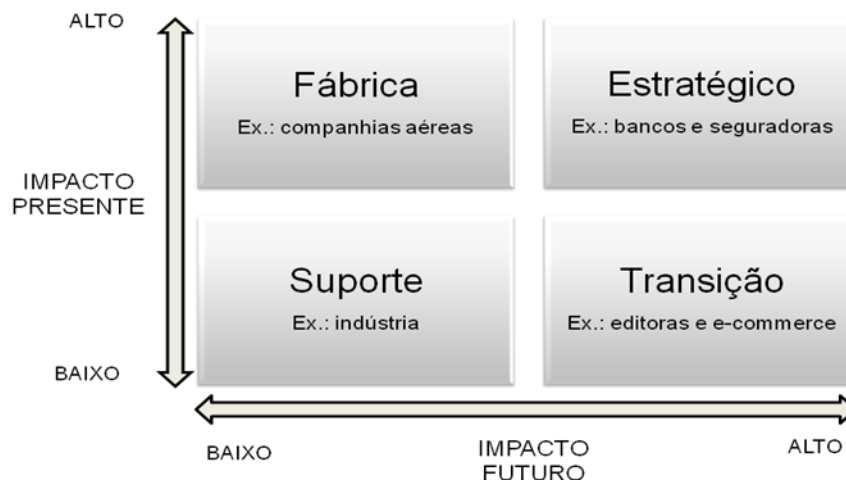 ALTO
Fábrica
Ex.: companhias aéreas
Estratégico
Ex.: bancos e seguradoras
IMPACTO
PRESENTE
Suporte
Ex.: indústria
Transição
Ex.: editoras e e-commerce
BAIXO
BAIXO
IMPACTO
FUTURO
ALTO